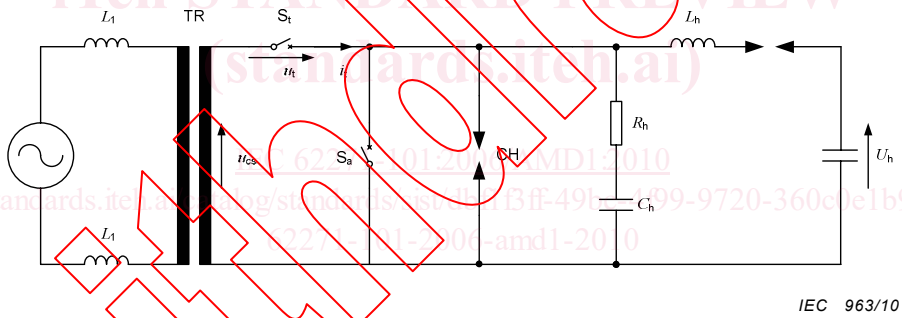 iTeh STANDARD PREVIEW
(standards.iteh.ai)
L1 TR St Lh
ut i
Rh
ucs Sa CH Uh
Ch
L1
IEC 62271-101:2006/AMD1:2010
62271-101-2006-amd1-2010
IEC 963/10